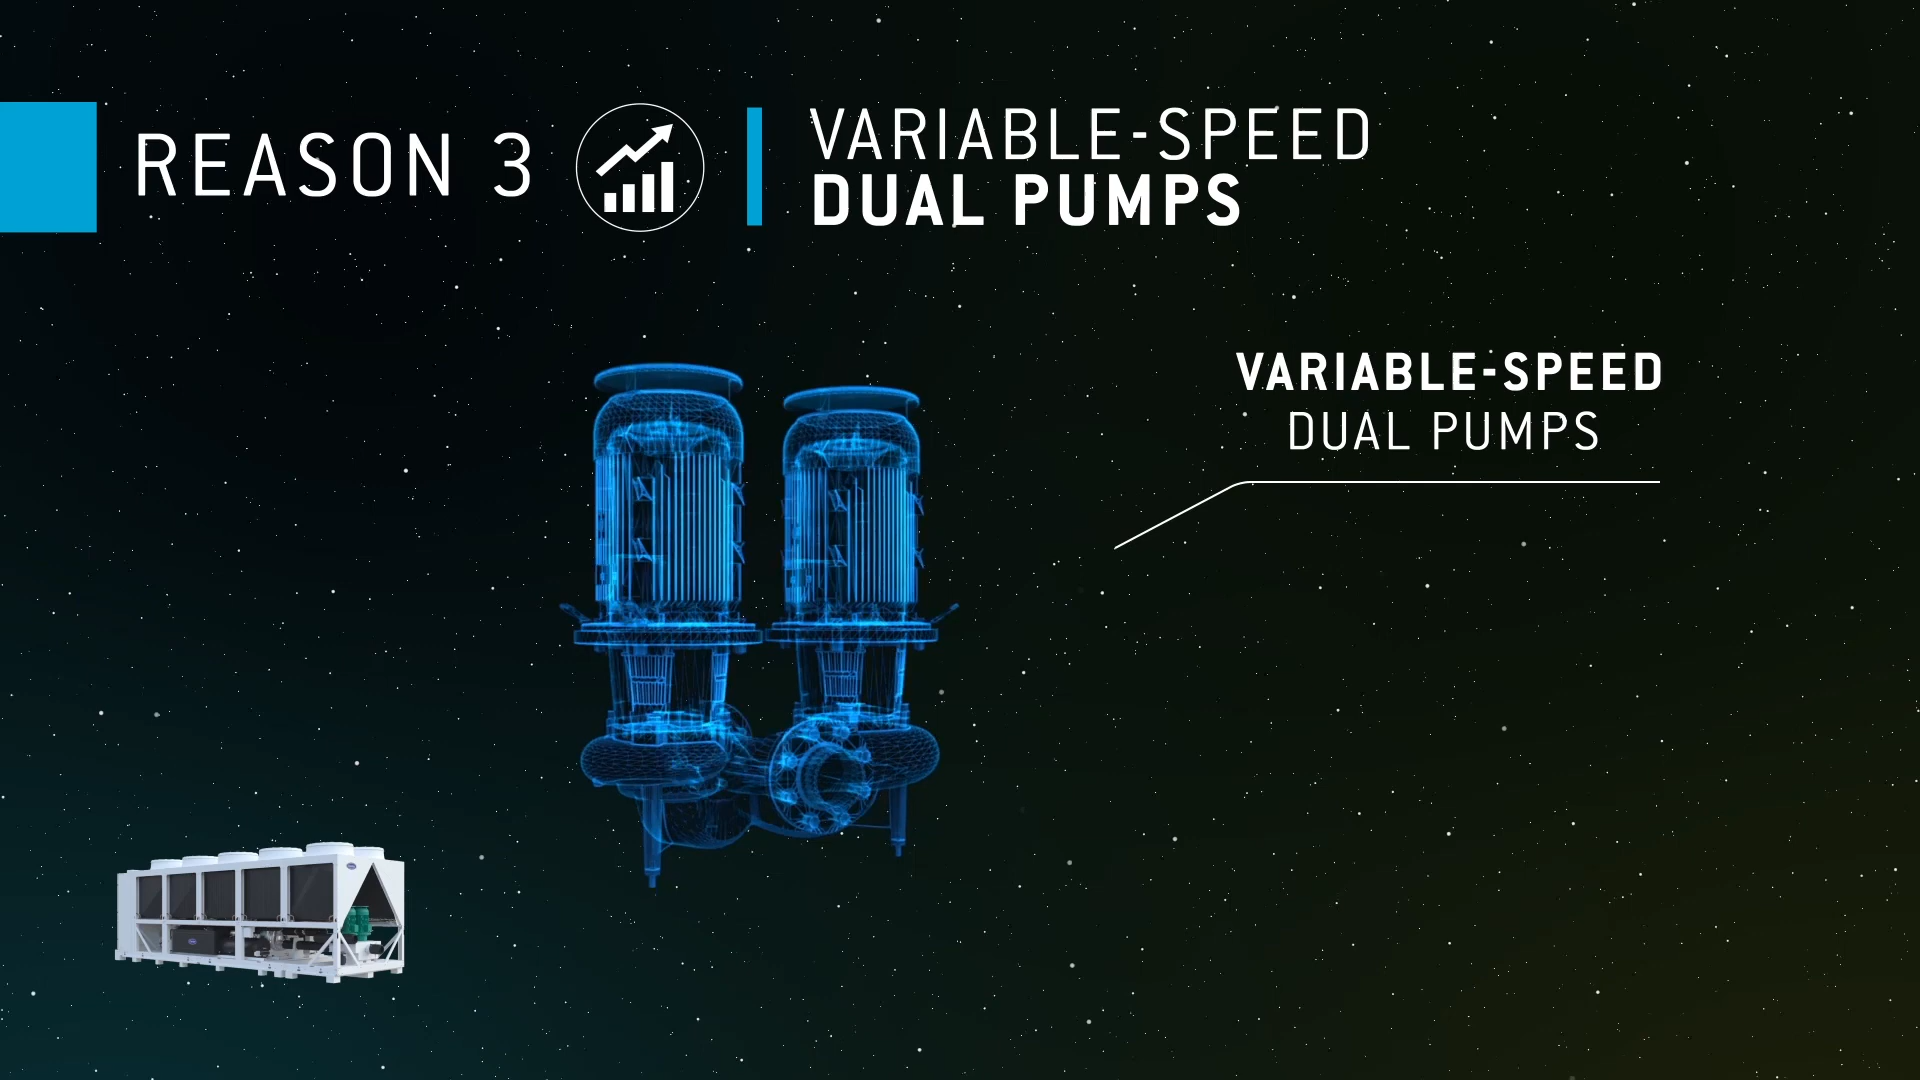 REASON 3
VARIABLE-SPEED
DUAL PUMPS
VARIABLE-SPEED
DUAL PUMPS